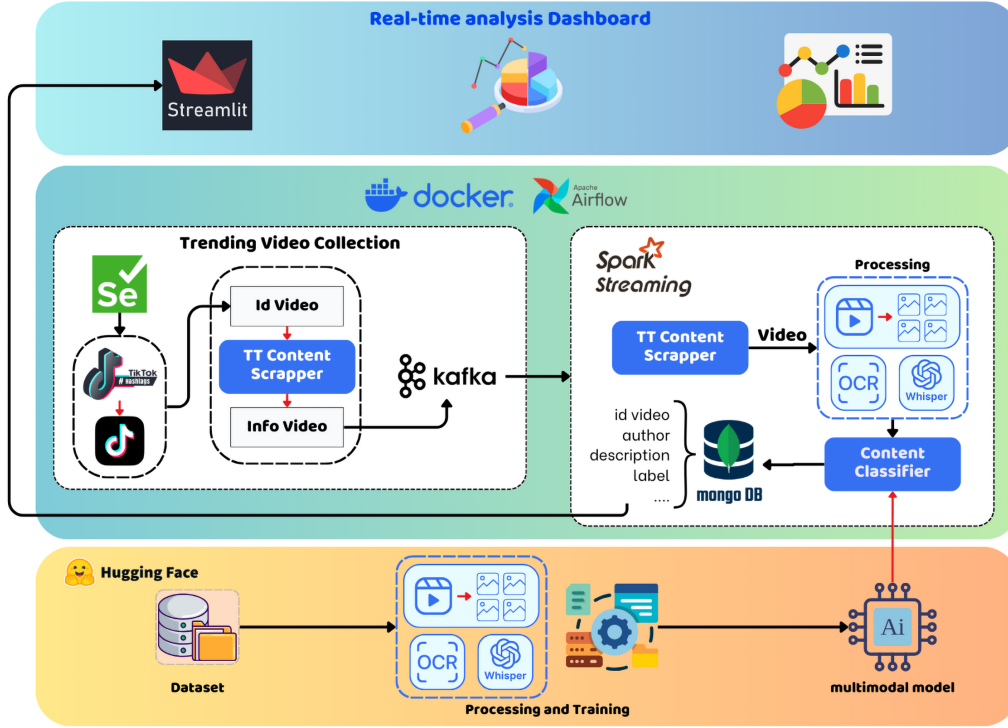 Real-time analysis Dashboard
Streamlit
docker.
Apache
Airflow
Trending Video Collection
Se
TikTok
# Hashtags
Id Video
TT Content
Scrapper
Info Video
kafka
Spark
Streaming
Processing
TT Content
Scrapper
Video
OCR
Whisper
id video
author
description
label
....
mongo DB
Content
Classifier
Hugging Face
Dataset
OCR
Whisper
Processing and Training
Ai
multimodal model